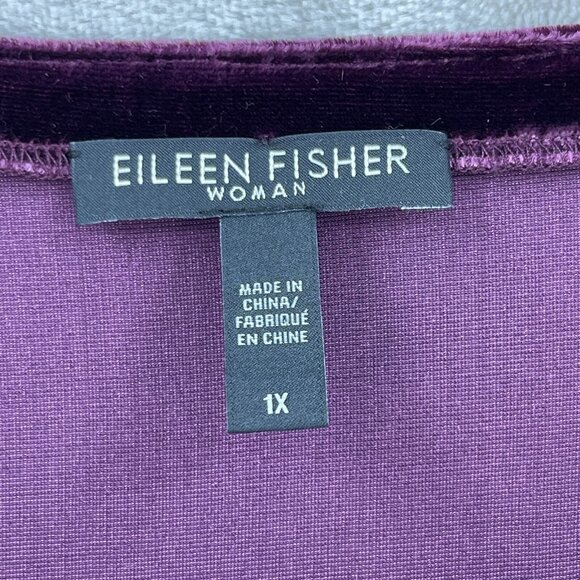 EILEEN FISHER
WOMAN
MADE IN
CHINA/
FABRIQUÉ
EN CHINE
1X